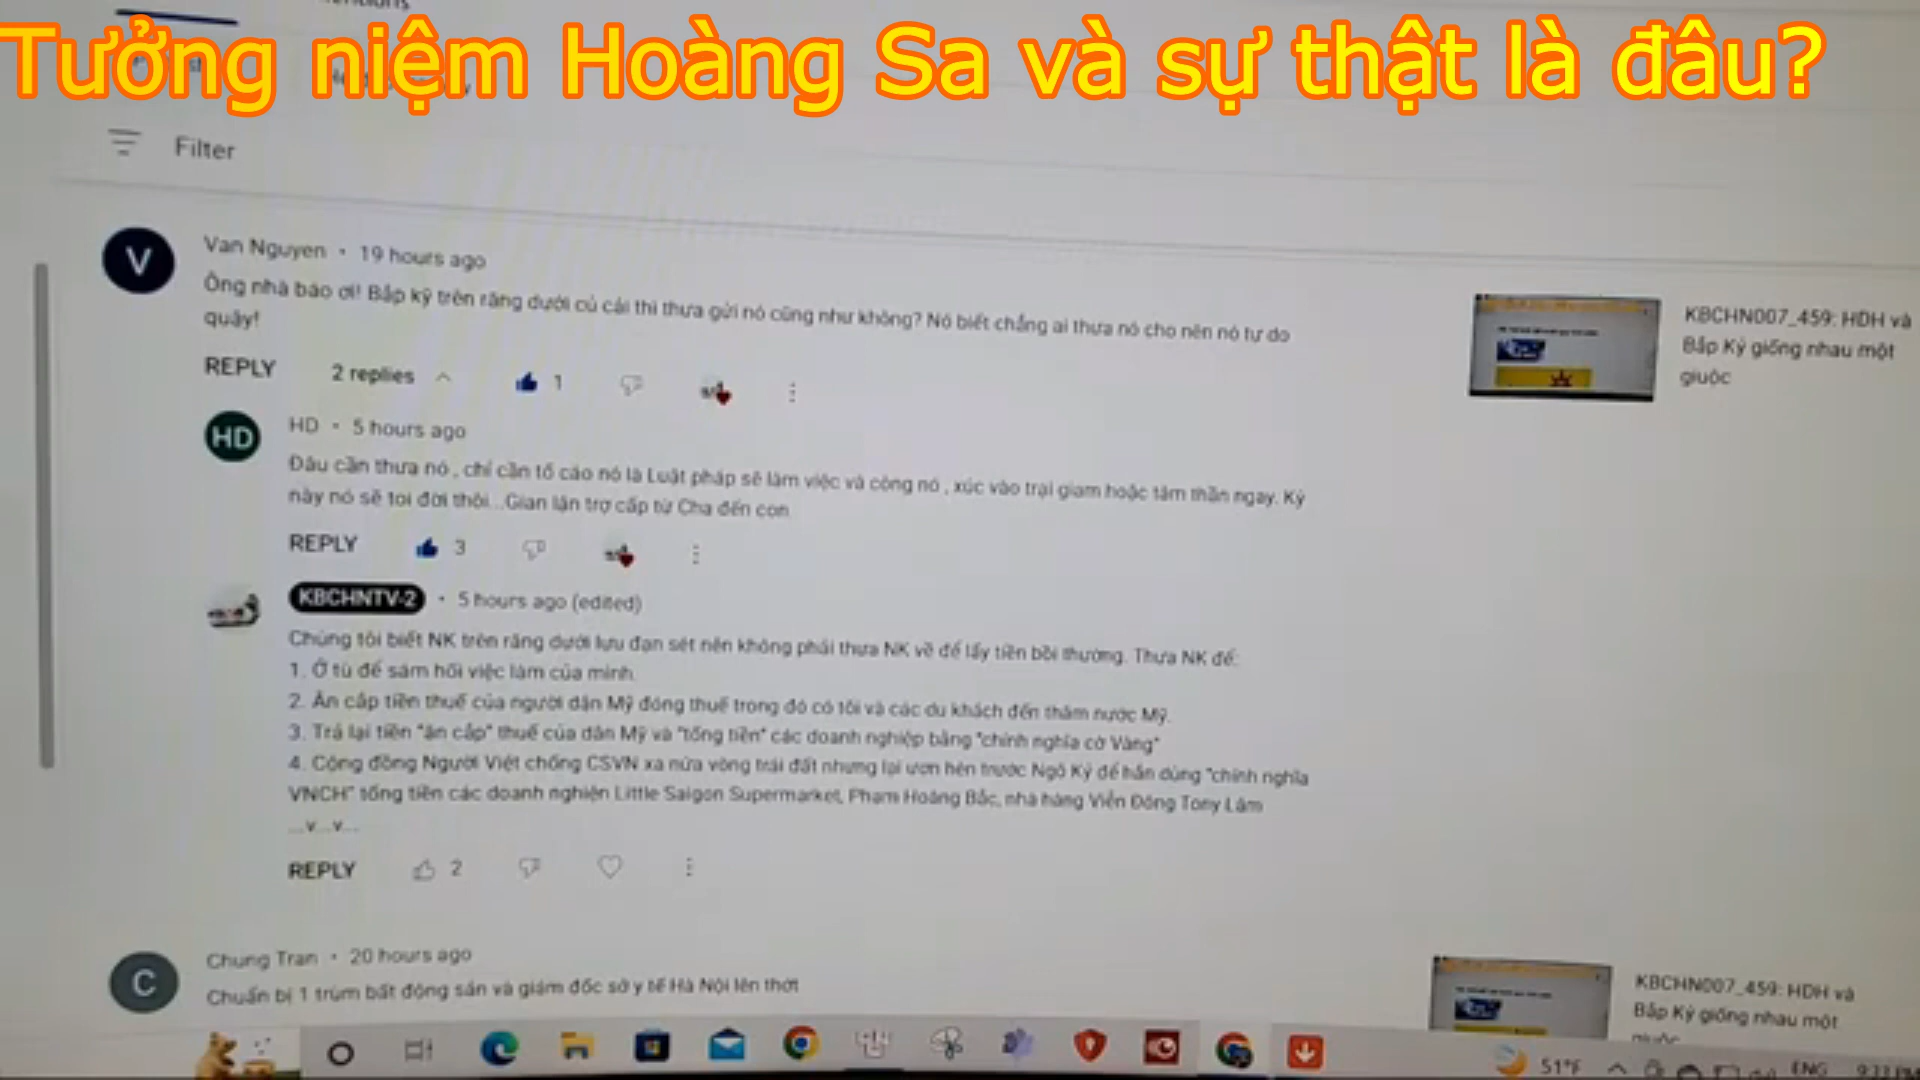 Tưởng niệm Hoàng Sa và sự thật là đâu?
Filter
V
Van Nguyen • 19 hours ago
Ông nhà báo ơi! Bắp kỹ trên răng dưới củ cải thì thưa gửi nó cũng như không? Nó biết chẳng ai thưa nó cho nên nó tự do
quậy!
REPLY 2 replies 1
KBCHN007_459: HDH và
Bắp Kỷ giống nhau một
giuộc
HD
HD • 5 hours ago
Đâu cần thưa nó , chỉ cần tố cáo nó là Luật pháp sẽ làm việc và còng nó , xúc vào trại giam hoặc tâm thần ngay. Kỳ
này nó sẽ toi đời thôi...Gian lận trợ cấp từ Cha đến con
REPLY 3
KBCHNTV-2 • 5 hours ago (edited)
Chúng tôi biết NK trên răng dưới lựu đạn sét nên không phải thưa NK về để lấy tiền bồi thường. Thưa NK để:
1. Ở tù để sám hối việc làm của mình.
2. Ăn cắp tiền thuế của người dân Mỹ đóng thuế trong đó có tôi và các du khách đến thăm nước Mỹ.
3. Trả lại tiền "ăn cắp" thuế của dân Mỹ và "tống tiền" các doanh nghiệp bằng "chính nghĩa cờ Vàng"
4. Cộng đồng Người Việt chống CSVN xa nửa vòng trái đất nhưng lại ươn hèn trước Ngô Kỷ để hắn dùng "chính nghĩa
VNCH" tống tiền các doanh nghiên Little Saigon Supermarket, Phạm Hoàng Bắc, nhà hàng Viễn Đông Tony Lâm
...v...v...
REPLY 2
C
Chung Tran • 20 hours ago
Chuẩn bị 1 trùm bất động sản và giám đốc sở y tế Hà Nội lên thớt
KBCHN007_459: HDH và
Bắp Kỷ giống nhau một
51°F ENG